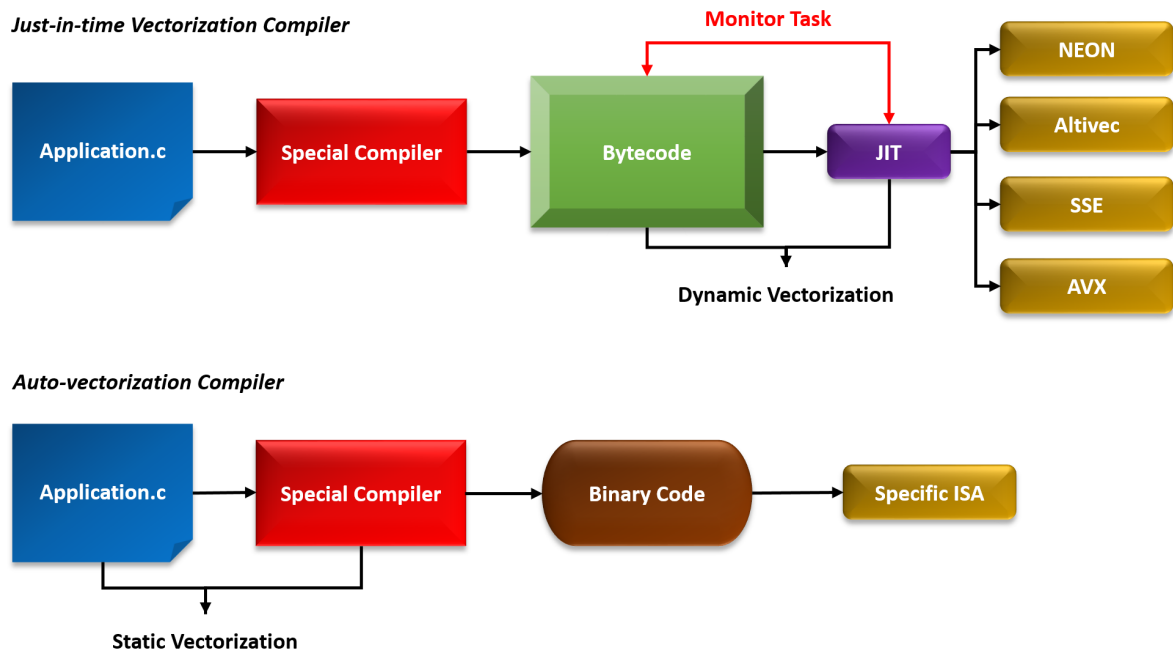 Just-in-time Vectorization Compiler
Monitor Task
Application.c
Special Compiler
Bytecode
JIT
NEON
Altivec
SSE
AVX
Dynamic Vectorization
Auto-vectorization Compiler
Application.c
Special Compiler
Binary Code
Specific ISA
Static Vectorization